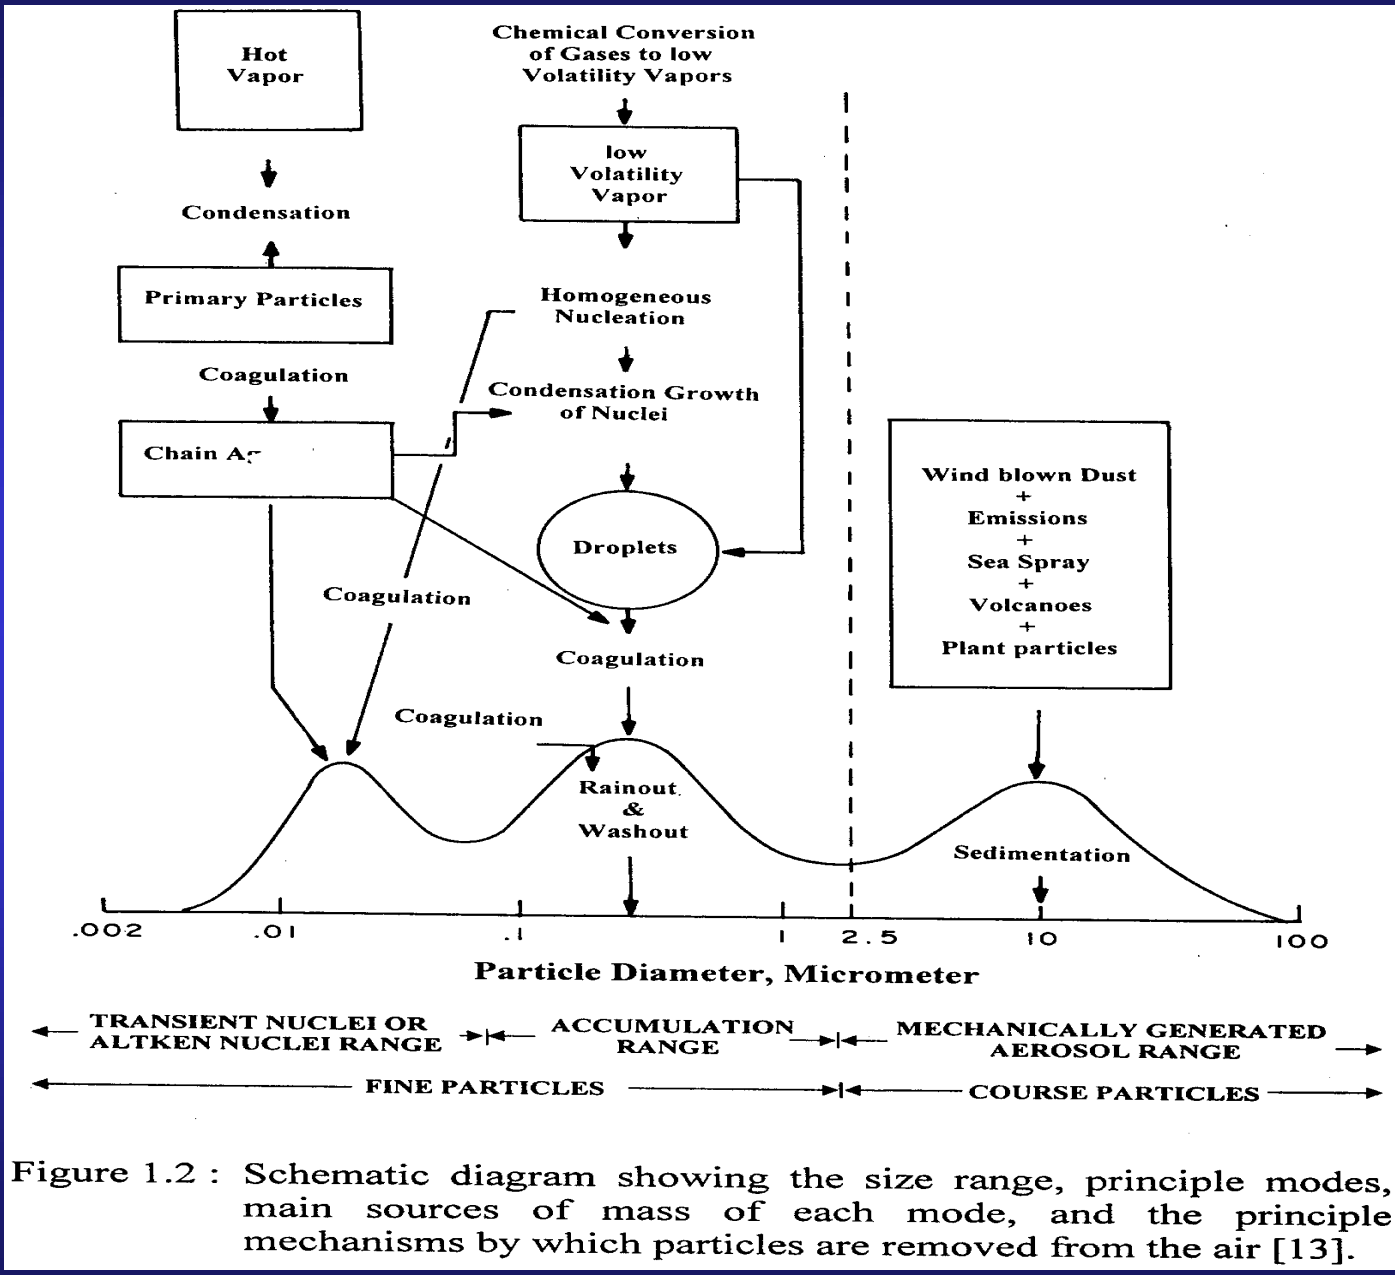 Hot
Vapor
Condensation
Primary Particles
Coagulation
Chain
Chemical Conversion
of Gases to low
Volatility Vapors
low
Volatility
Vapor
Homogeneous
Nucleation
Condensation Growth
of Nuclei
Droplets
Coagulation
Coagulation
Coagulation
Rainout
&
Washout
Wind blown Dust
+
Emissions
+
Sea Spray
+
Volcanoes
+
Plant particles
Sedimentation
.002 .01 .1 1 2.5 10 100
Particle Diameter, Micrometer
TRANSIENT NUCLEI OR
ALTKEN NUCLEI RANGE
ACCUMULATION
RANGE
MECHANICALLY GENERATED
AEROSOL RANGE
FINE PARTICLES
COURSE PARTICLES
Figure 1.2 : Schematic diagram showing the size range, principle modes,
main sources of mass of each mode, and the principle
mechanisms by which particles are removed from the air [13].